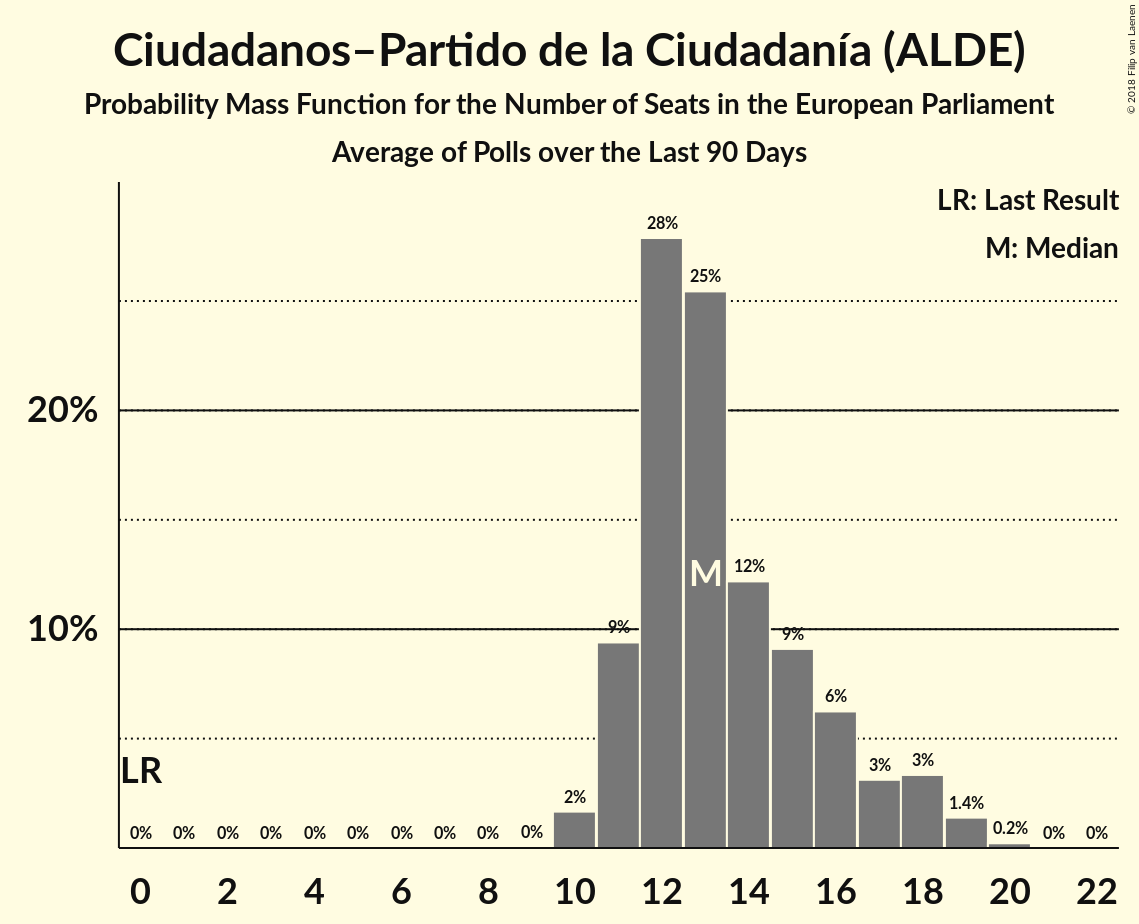 Ciudadanos–Partido de la Ciudadanía (ALDE)
Probability Mass Function for the Number of Seats in the European Parliament
Average of Polls over the Last 90 Days
© 2018 Filip van Laenen
LR: Last Result
M: Median
28%
25%
20%
M
12%
10%
9%
9%
6%
3%
3%
LR
2%
1.4%
0.2%
0% 0% 0% 0% 0% 0% 0% 0% 0% 0% 0% 0%
0 2 4 6 8 10 12 14 16 18 20 22